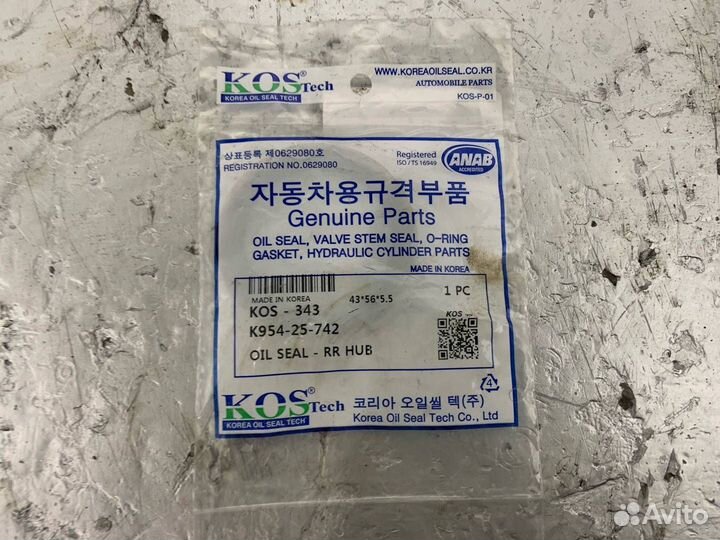 KOS Tech ®
KOREA OIL SEAL TECH
WWW.KOREAOILSEAL.CO.KR
AUTOMOBILE PARTS
KOS-P-01
상표등록 제0629080호
REGISTRATION NO.0629080
Registered
ISO/TS 16949
ANAB
ACCREDITED
자동차용규격부품
Genuine Parts
OIL SEAL, VALVE STEM SEAL, O-RING
GASKET, HYDRAULIC CYLINDER PARTS
MADE IN KOREA
MADE IN KOREA
43*56*5.5
1 PC
KOS - 343
KOS
K954-25-742
OIL SEAL - RR HUB
4
KOS Tech ®
KOREA OIL SEAL TECH
코리아 오일씰 텍(주)
Korea Oil Seal Tech Co., Ltd
Avito